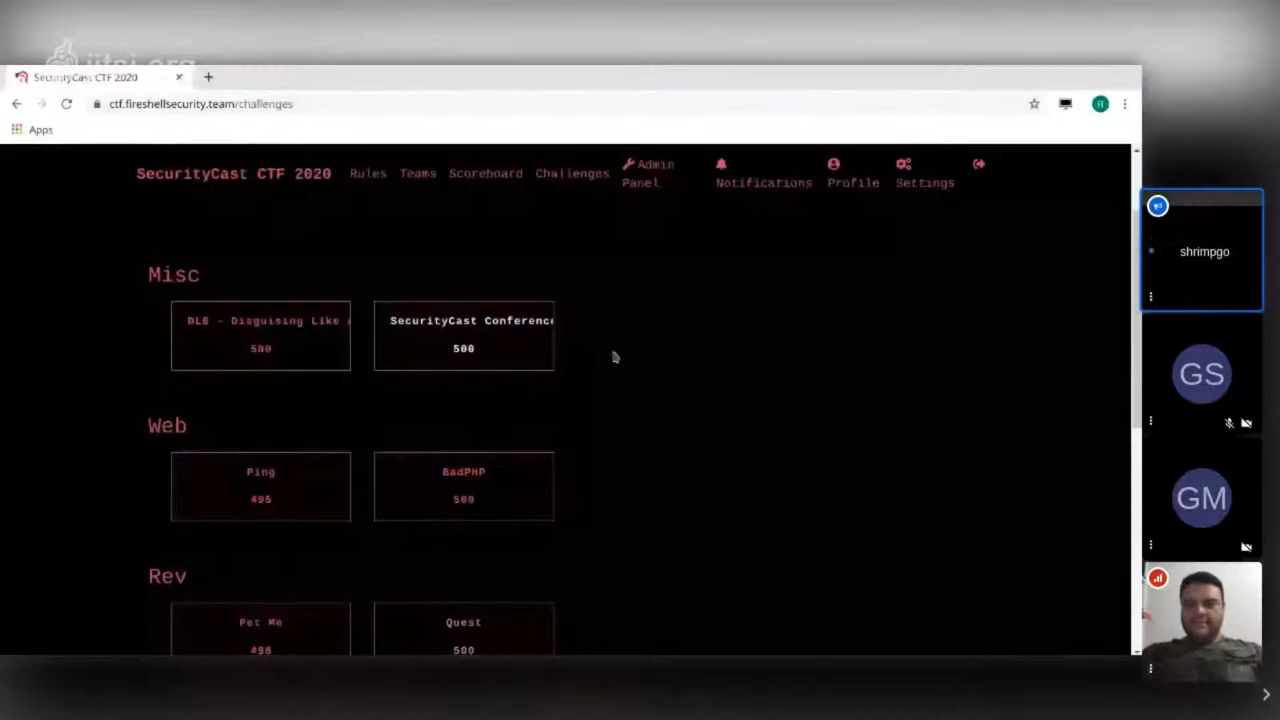 jitsi.org
SecurityCast CTF 2020
ctf.fireshellsecurity.team/challenges
R
Apps
SecurityCast CTF 2020 Rules Teams Scoreboard Challenges Admin Panel Notifications Profile Settings
Misc
DLB - Disguising Like
500
SecurityCast Conference
500
Web
Ping
495
BadPHP
500
Rev
Pet Me
498
Quest
500
shrimpgo
GS
GM